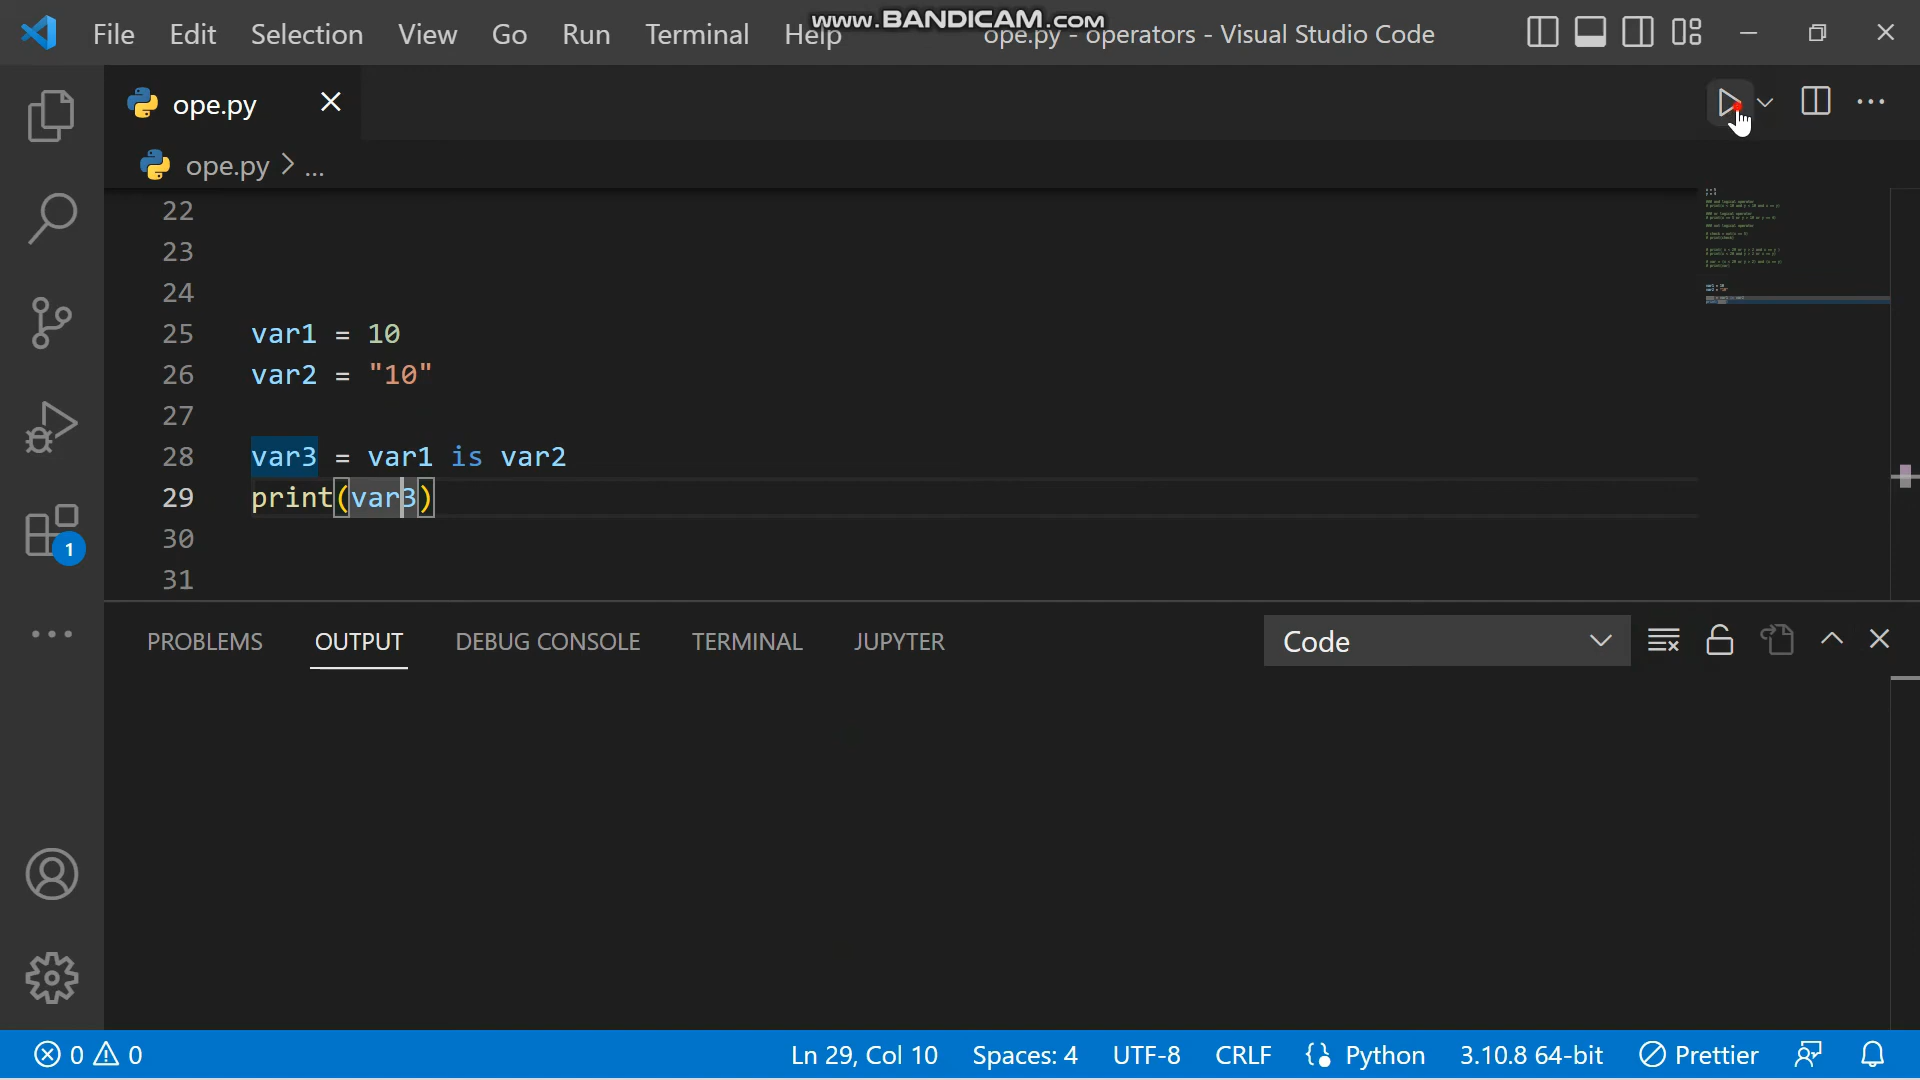 www.BANDICAM.com
File Edit Selection View Go Run Terminal Help ope.py - operators - Visual Studio Code
ope.py
ope.py > ...
22
23
24
25 var1 = 10
26 var2 = "10"
27
28 var3 = var1 is var2
29 print(var3)
30
31
1
PROBLEMS OUTPUT DEBUG CONSOLE TERMINAL JUPYTER Code
0 0 Ln 29, Col 10 Spaces: 4 UTF-8 CRLF Python 3.10.8 64-bit Prettier